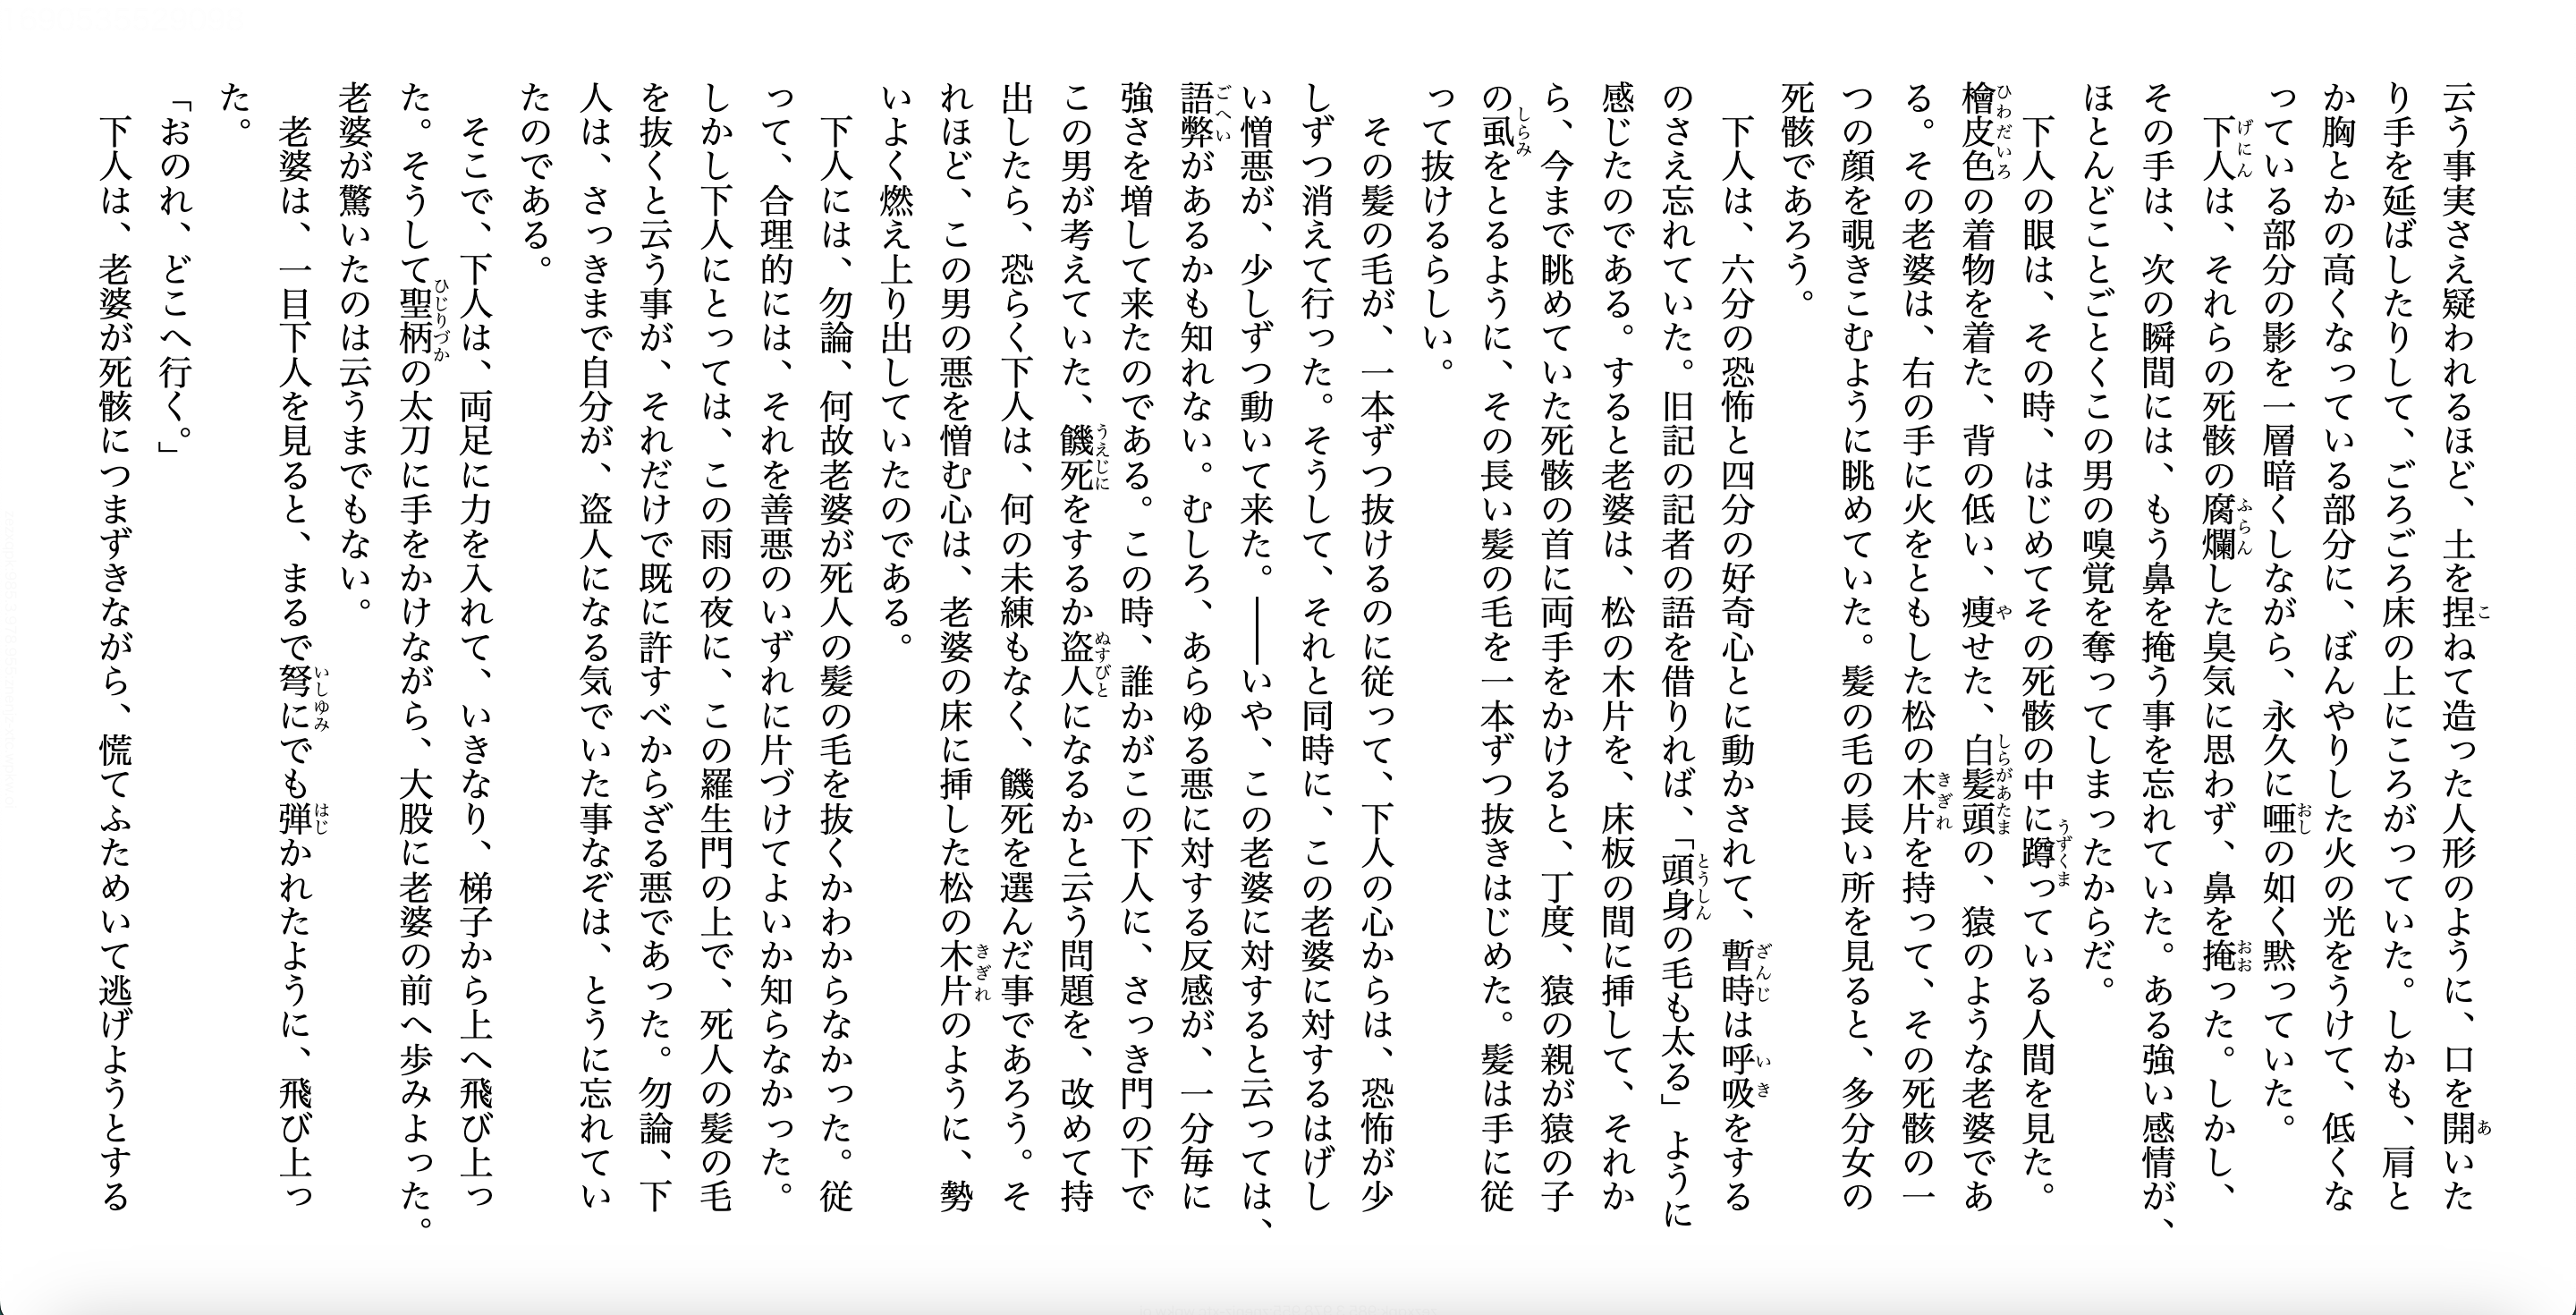 云う事実さえ疑われるほど、土を捏ねて造った人形のように、口を開いた
り手を延ばしたりして、ごろごろ床の上にころがっていた。しかも、肩と
か胸とかの高くなっている部分に、ぼんやりした火の光をうけて、低くな
っている部分の影を一層暗くしながら、永久に唖の如く黙っていた。
下人は、それらの死骸の腐爛した臭気に思わず、鼻を掩った。しかし、
その手は、次の瞬間には、もう鼻を掩う事を忘れていた。ある強い感情が、
ほとんどことごとくこの男の嗅覚を奪ってしまったからだ。
下人の眼は、その時、はじめてその死骸の中に蹲っている人間を見た。
檜皮色の着物を着た、背の低い、痩せた、白髪頭の、猿のような老婆であ
る。その老婆は、右の手に火をともした松の木片を持って、その死骸の一
つの顔を覗きこむように眺めていた。髪の毛の長い所を見ると、多分女の
死骸であろう。
下人は、六分の恐怖と四分の好奇心とに動かされて、暫時は呼吸をする
のさえ忘れていた。旧記の記者の語を借りれば、「頭身の毛も太る」ように
感じたのである。すると老婆は、松の木片を、床板の間に挿して、それか
ら、今まで眺めていた死骸の首に両手をかけると、丁度、猿の親が猿の子
の虱をとるように、その長い髪の毛を一本ずつ抜きはじめた。髪は手に従
って抜けるらしい。
その髪の毛が、一本ずつ抜けるのに従って、下人の心からは、恐怖が少
しずつ消えて行った。そうして、それと同時に、この老婆に対するはげし
い憎悪が、少しずつ動いて来た。――いや、この老婆に対すると云っては、
語弊があるかも知れない。むしろ、あらゆる悪に対する反感が、一分毎に
強さを増して来たのである。この時、誰かがこの下人に、さっき門の下で
この男が考えていた、饑死をするか盗人になるかと云う問題を、改めて持
出したら、恐らく下人は、何の未練もなく、饑死を選んだ事であろう。そ
れほど、この男の悪を憎む心は、老婆の床に挿した松の木片のように、勢
いよく燃え上り出していたのである。
下人には、勿論、何故老婆が死人の髪の毛を抜くかわからなかった。従
って、合理的には、それを善悪のいずれに片づけてよいか知らなかった。
しかし下人にとっては、この雨の夜に、この羅生門の上で、死人の髪の毛
を抜くと云う事が、それだけで既に許すべからざる悪であった。勿論、下
人は、さっきまで自分が、盗人になる気でいた事なぞは、とうに忘れてい
たのである。
そこで、下人は、両足に力を入れて、いきなり、梯子から上へ飛び上っ
た。そうして聖柄の太刀に手をかけながら、大股に老婆の前へ歩みよった。
老婆が驚いたのは云うまでもない。
老婆は、一目下人を見ると、まるで弩にでも弾かれたように、飛び上っ
た。
「おのれ、どこへ行く。」
下人は、老婆が死骸につまずきながら、慌てふためいて逃げようとする